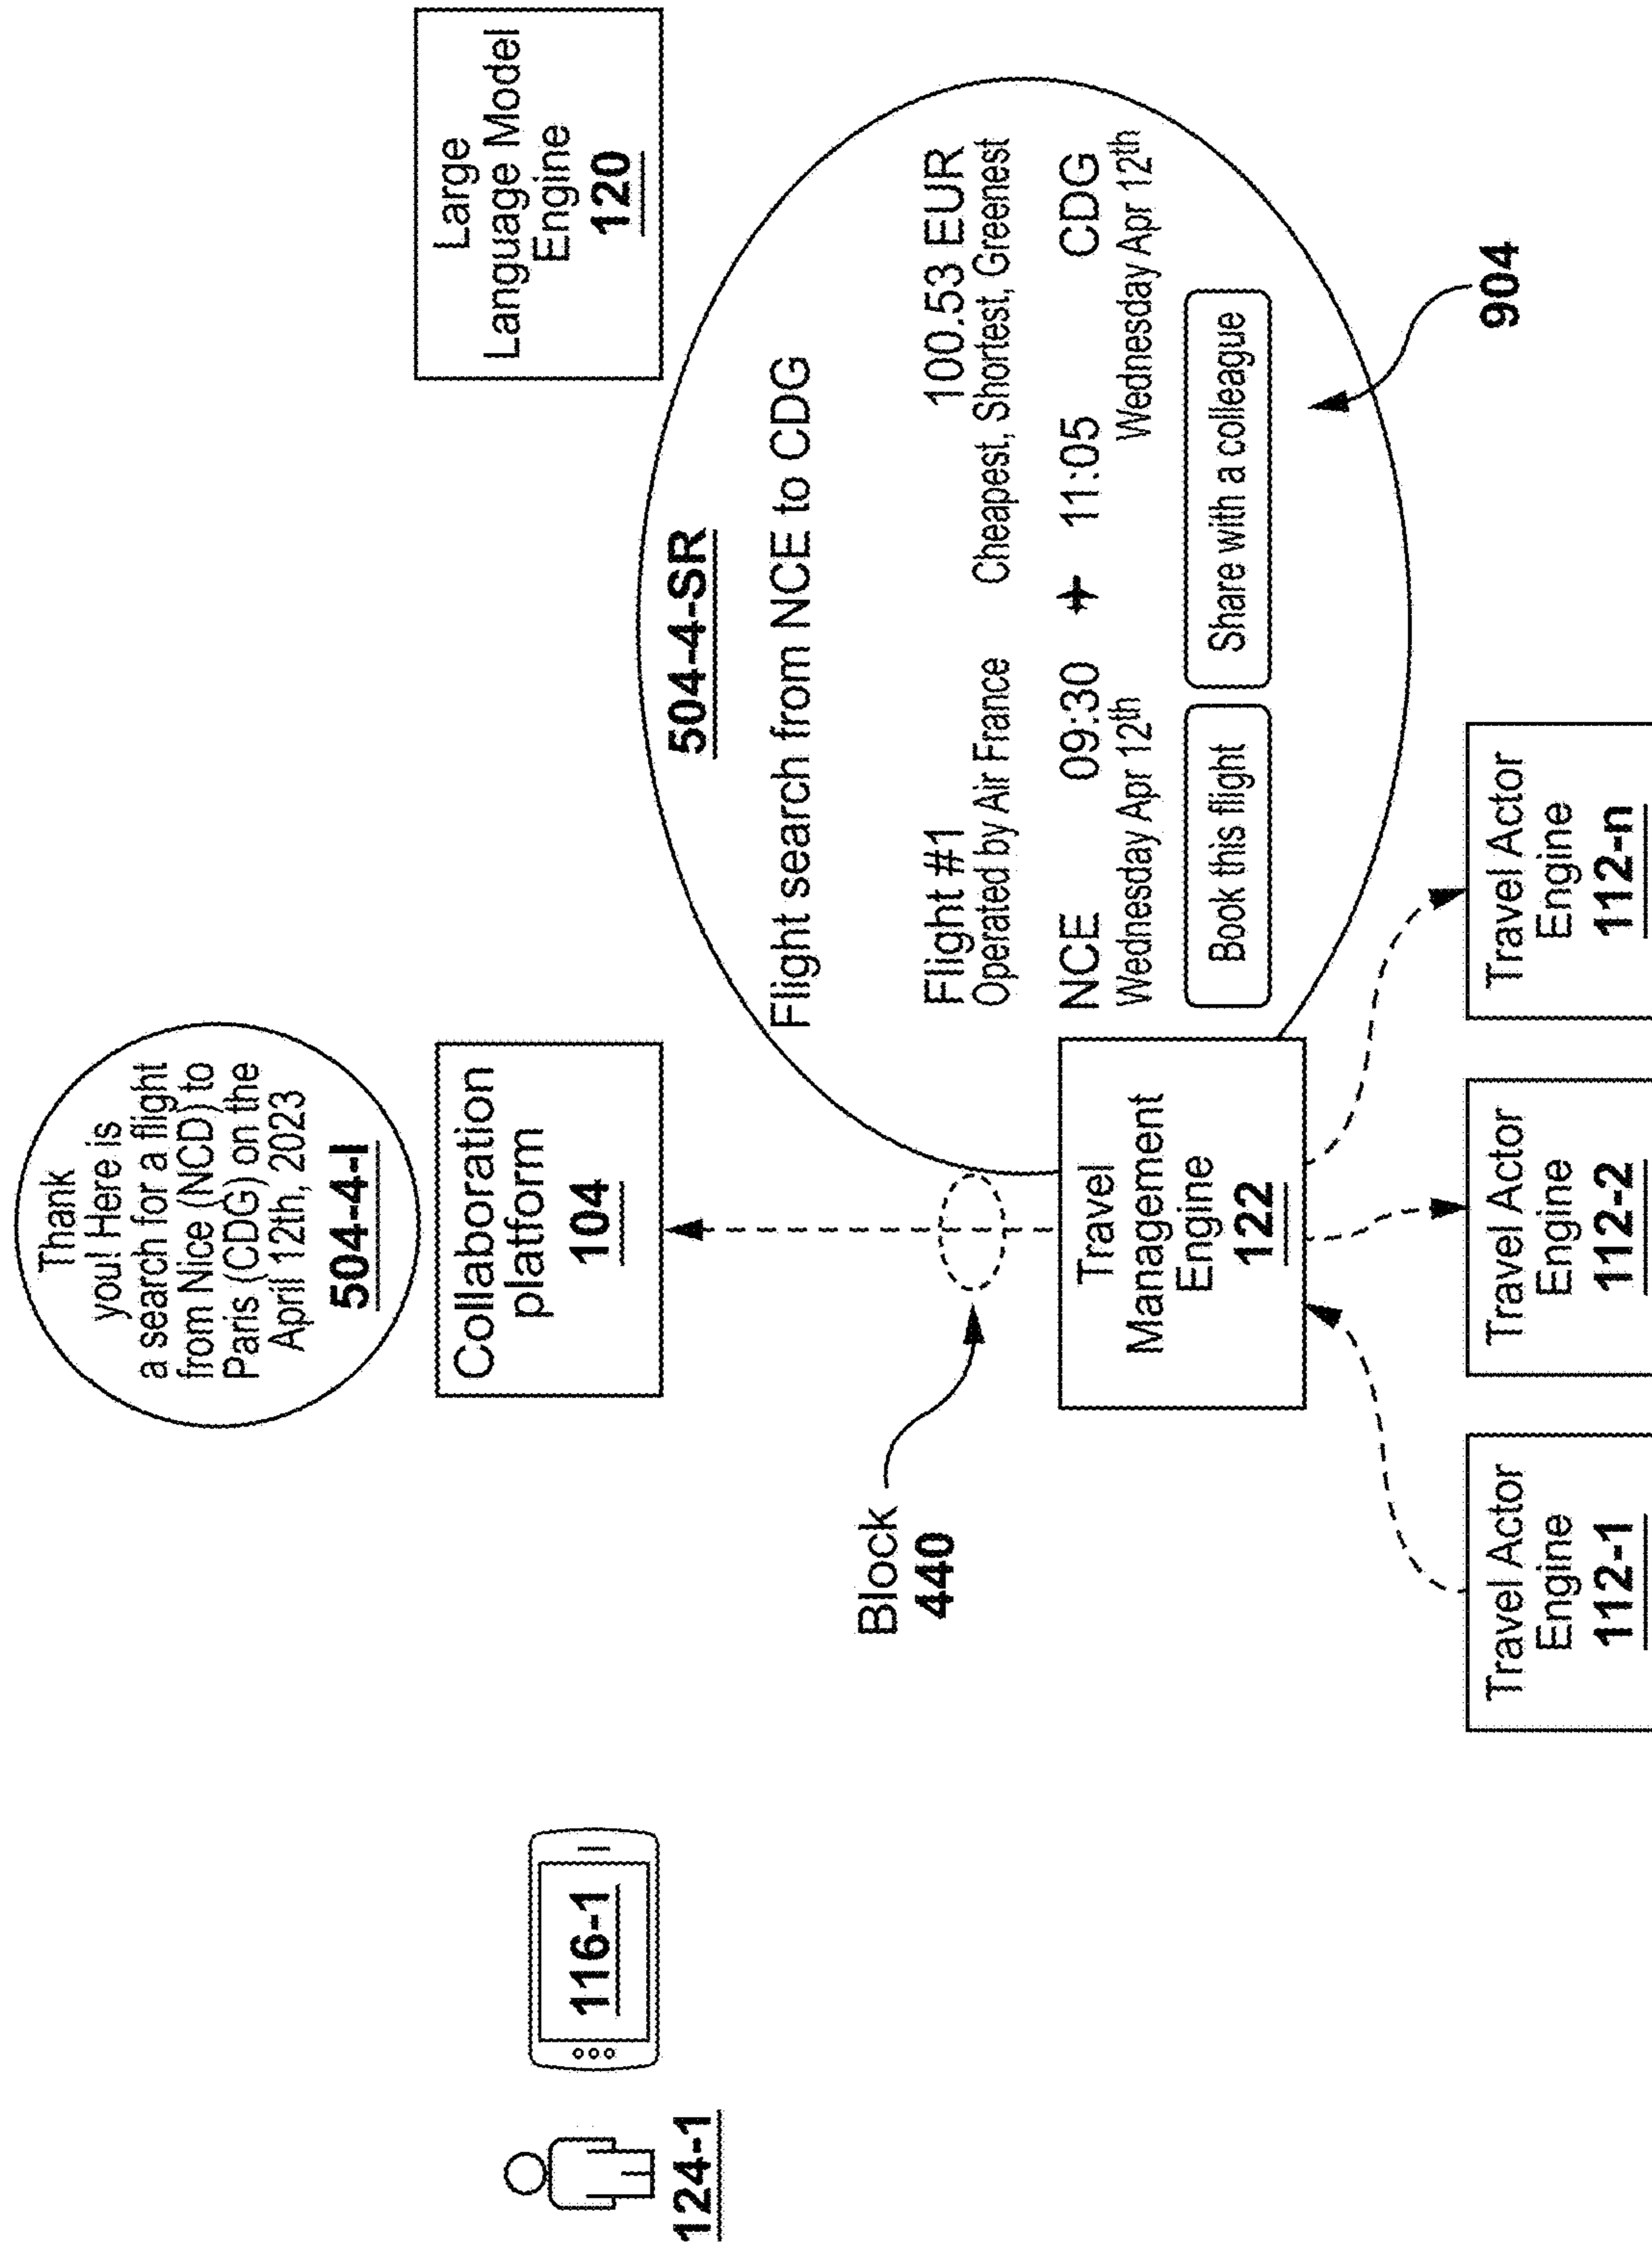 Thank
you! Here is
a search for a flight
from Nice (NCD) to
Paris (CDG) on the
April 12th, 2023
504-4-I
Collaboration
platform
104
Large
Language Model
Engine
120
124-1
116-1
504-4-SR
Flight search from NCE to CDG
Flight #1 100.53 EUR
Operated by Air France Cheapest, Shortest, Greenest
NCE 09:30 11:05 CDG
Wednesday Apr 12th Wednesday Apr 12th
Book this flight Share with a colleague
904
Block
440
Travel
Management
Engine
122
Travel Actor
Engine
112-1
Travel Actor
Engine
112-2
Travel Actor
Engine
112-n